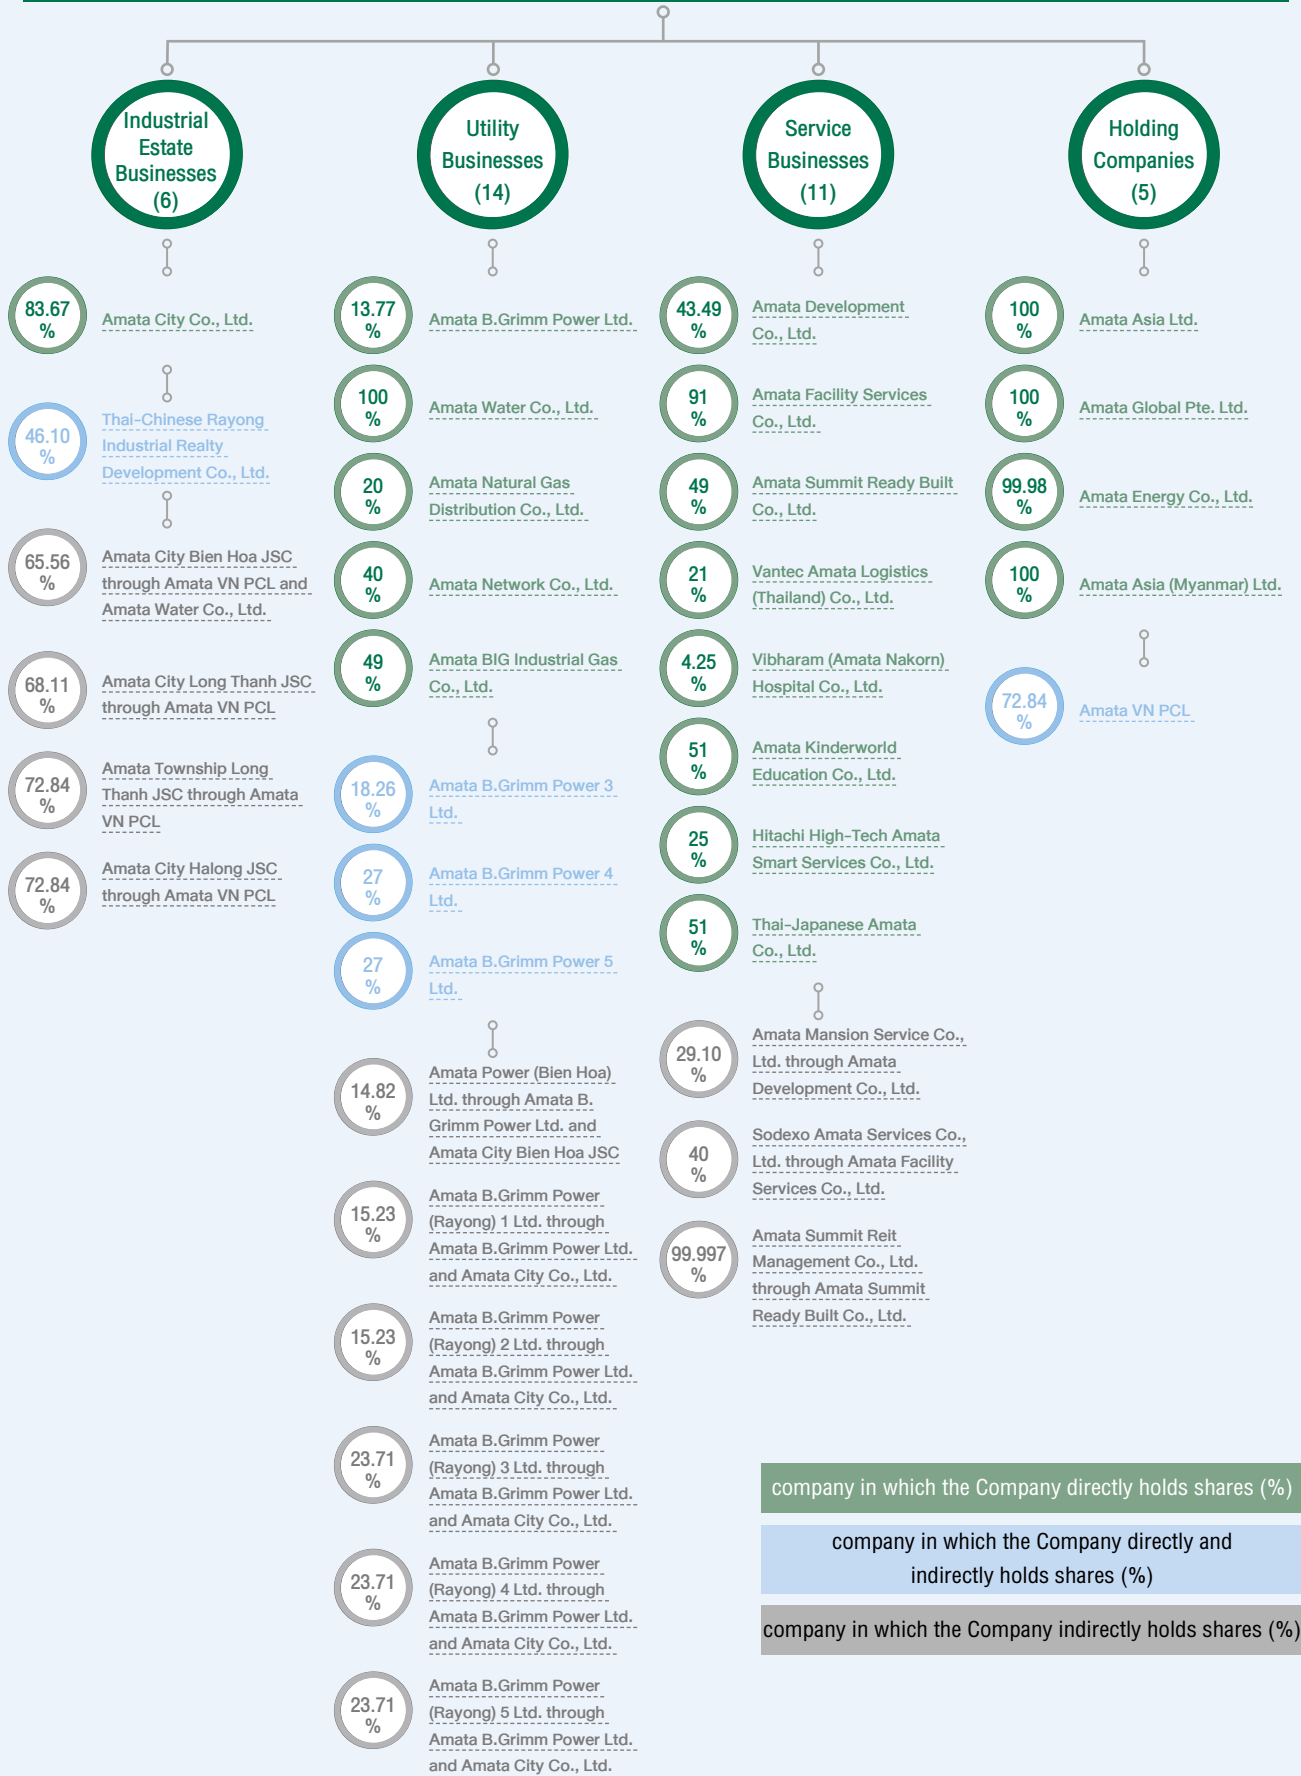 Industrial
Estate
Businesses
(6)
83.67
%
Amata City Co., Ltd.
46.10
%
Thai-Chinese Rayong
Industrial Realty
Development Co., Ltd.
65.56
%
Amata City Bien Hoa JSC
through Amata VN PCL and
Amata Water Co., Ltd.
68.11
%
Amata City Long Thanh JSC
through Amata VN PCL
72.84
%
Amata Township Long
Thanh JSC through Amata
VN PCL
72.84
%
Amata City Halong JSC
through Amata VN PCL
Utility
Businesses
(14)
13.77
%
Amata B.Grimm Power Ltd.
100
%
Amata Water Co., Ltd.
20
%
Amata Natural Gas
Distribution Co., Ltd.
40
%
Amata Network Co., Ltd.
49
%
Amata BIG Industrial Gas
Co., Ltd.
18.26
%
Amata B.Grimm Power 3
Ltd.
27
%
Amata B.Grimm Power 4
Ltd.
27
%
Amata B.Grimm Power 5
Ltd.
14.82
%
Amata Power (Bien Hoa)
Ltd. through Amata B.
Grimm Power Ltd. and
Amata City Bien Hoa JSC
15.23
%
Amata B.Grimm Power
(Rayong) 1 Ltd. through
Amata B.Grimm Power Ltd.
and Amata City Co., Ltd.
15.23
%
Amata B.Grimm Power
(Rayong) 2 Ltd. through
Amata B.Grimm Power Ltd.
and Amata City Co., Ltd.
23.71
%
Amata B.Grimm Power
(Rayong) 3 Ltd. through
Amata B.Grimm Power Ltd.
and Amata City Co., Ltd.
23.71
%
Amata B.Grimm Power
(Rayong) 4 Ltd. through
Amata B.Grimm Power Ltd.
and Amata City Co., Ltd.
23.71
%
Amata B.Grimm Power
(Rayong) 5 Ltd. through
Amata B.Grimm Power Ltd.
and Amata City Co., Ltd.
Service
Businesses
(11)
43.49
%
Amata Development
Co., Ltd.
91
%
Amata Facility Services
Co., Ltd.
49
%
Amata Summit Ready Built
Co., Ltd.
21
%
Vantec Amata Logistics
(Thailand) Co., Ltd.
4.25
%
Vibharam (Amata Nakorn)
Hospital Co., Ltd.
51
%
Amata Kinderworld
Education Co., Ltd.
25
%
Hitachi High-Tech Amata
Smart Services Co., Ltd.
51
%
Thai-Japanese Amata
Co., Ltd.
29.10
%
Amata Mansion Service Co.,
Ltd. through Amata
Development Co., Ltd.
40
%
Sodexo Amata Services Co.,
Ltd. through Amata Facility
Services Co., Ltd.
99.997
%
Amata Summit Reit
Management Co., Ltd.
through Amata Summit
Ready Built Co., Ltd.
Holding
Companies
(5)
100
%
Amata Asia Ltd.
100
%
Amata Global Pte. Ltd.
99.98
%
Amata Energy Co., Ltd.
100
%
Amata Asia (Myanmar) Ltd.
72.84
%
Amata VN PCL
company in which the Company directly holds shares (%)
company in which the Company directly and
indirectly holds shares (%)
company in which the Company indirectly holds shares (%)